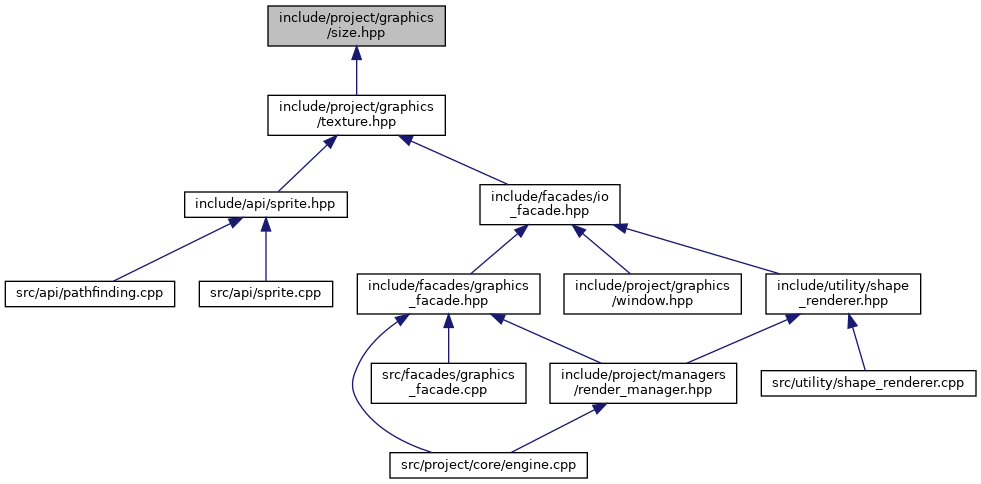 include/project/graphics
/size.hpp
include/project/graphics
/texture.hpp
include/api/sprite.hpp
include/facades/io
_facade.hpp
src/api/pathfinding.cpp
src/api/sprite.cpp
include/facades/graphics
_facade.hpp
include/project/graphics
/window.hpp
include/utility/shape
_renderer.hpp
src/facades/graphics
_facade.cpp
include/project/managers
/render_manager.hpp
src/utility/shape_renderer.cpp
src/project/core/engine.cpp